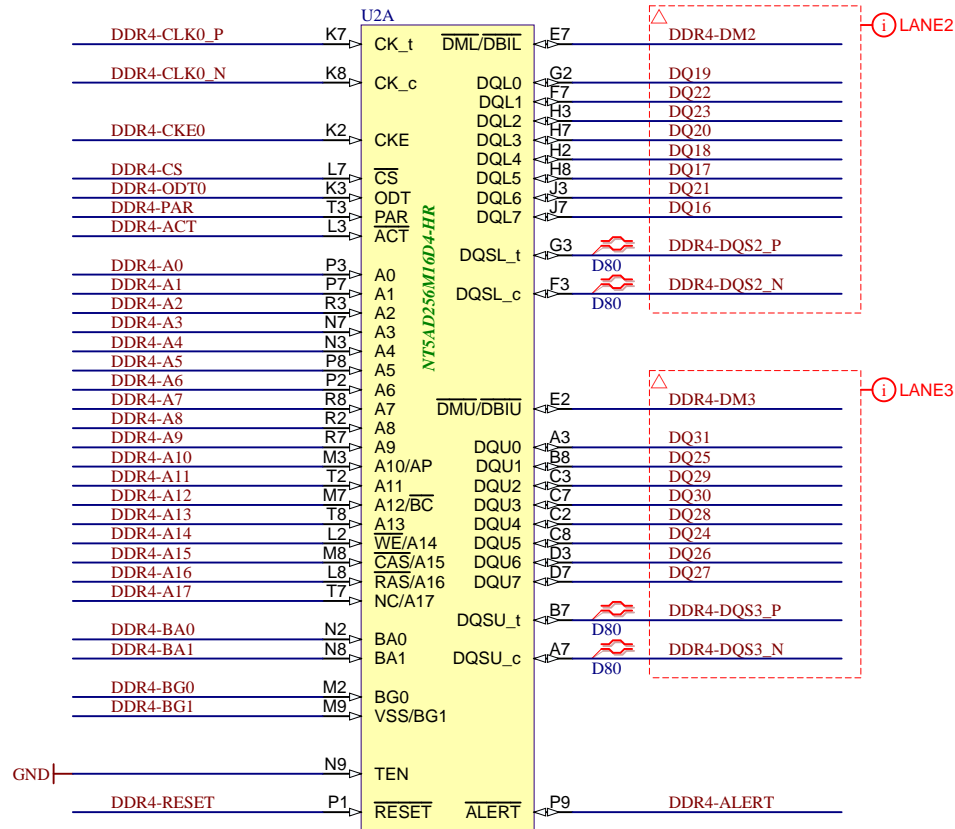 U2A
DDR4-CLK0_P K7 CK_t DML/DBIL E7 DDR4-DM2 LANE2
DDR4-CLK0_N K8 CK_c DQL0 G2 DQ19
DQL1 F7 DQ22
DQL2 H3 DQ23
DDR4-CKE0 K2 CKE DQL3 H7 DQ20
DQL4 H2 DQ18
DDR4-CS L7 CS DQL5 H8 DQ17
DDR4-ODT0 K3 ODT DQL6 J3 DQ21
DDR4-PAR T3 PAR DQL7 J7 DQ16
DDR4-ACT L3 ACT
DQSL_t G3 D80 DDR4-DQS2_P
DDR4-A0 P3 A0
DDR4-A1 P7 A1 DQSL_c F3 D80 DDR4-DQS2_N
DDR4-A2 R3 A2
DDR4-A3 N7 A3
DDR4-A4 N3 A4
DDR4-A5 P8 A5
DDR4-A6 P2 A6
DDR4-A7 R8 A7 DMU/DBIU E2 DDR4-DM3 LANE3
DDR4-A8 R2 A8
DDR4-A9 R7 A9 DQU0 A3 DQ31
DDR4-A10 M3 A10/AP DQU1 B8 DQ25
DDR4-A11 T2 A11 DQU2 C3 DQ29
DDR4-A12 M7 A12/BC DQU3 C7 DQ30
DDR4-A13 T8 A13 DQU4 C2 DQ28
DDR4-A14 L2 WE/A14 DQU5 C8 DQ24
DDR4-A15 M8 CAS/A15 DQU6 D3 DQ26
DDR4-A16 L8 RAS/A16 DQU7 D7 DQ27
DDR4-A17 T7 NC/A17
DQSU_t B7 D80 DDR4-DQS3_P
DDR4-BA0 N2 BA0
DDR4-BA1 N8 BA1 DQSU_c A7 D80 DDR4-DQS3_N
DDR4-BG0 M2 BG0
DDR4-BG1 M9 VSS/BG1
GND N9 TEN
DDR4-RESET P1 RESET ALERT P9 DDR4-ALERT
NT5AD256M16D4-HR